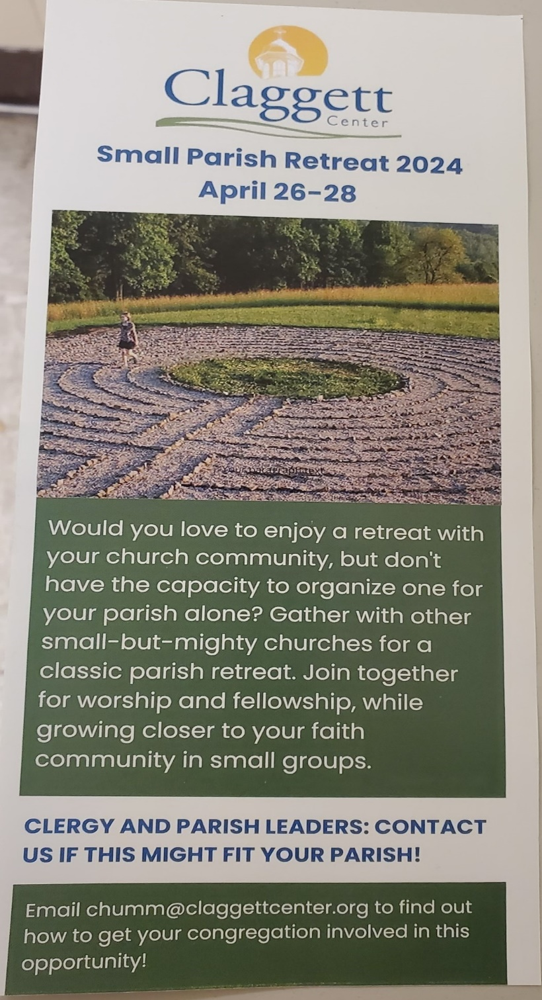 Claggett
Center
Small Parish Retreat 2024
April 26-28
Your paragraph text
Would you love to enjoy a retreat with
your church community, but don't
have the capacity to organize one for
your parish alone? Gather with other
small-but-mighty churches for a
classic parish retreat. Join together
for worship and fellowship, while
growing closer to your faith
community in small groups.
CLERGY AND PARISH LEADERS: CONTACT
US IF THIS MIGHT FIT YOUR PARISH!
Email chumm@claggettcenter.org to find out
how to get your congregation involved in this
opportunity!